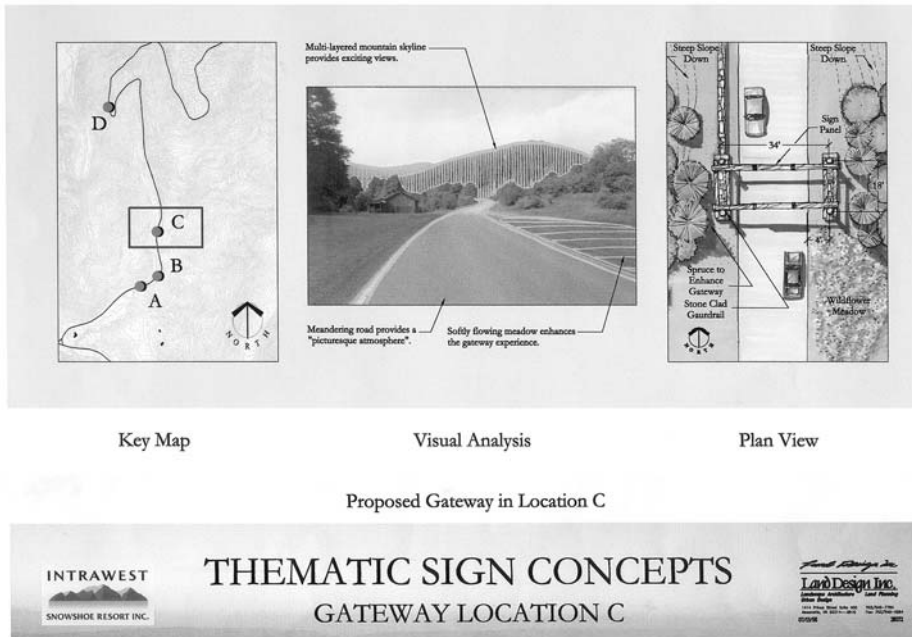 D
C
B
A
NORTH
Multi-layered mountain skyline
provides exciting views.
Meandering road provides a
"picturesque atmosphere".
Softly flowing meadow enhances
the gateway experience.
Steep Slope
Down
Steep Slope
Down
Sign
Panel
34'
18'
4'
Spruce to
Enhance
Gateway
Stone Clad
Gaurdrail
Wildflower
Meadow
NORTH
Key Map
Visual Analysis
Plan View
Proposed Gateway in Location C
INTRAWEST
SNOWSHOE RESORT INC.
THEMATIC SIGN CONCEPTS
GATEWAY LOCATION C
Land Design Inc.
Landscape Architecture Land Planning
Urban Design